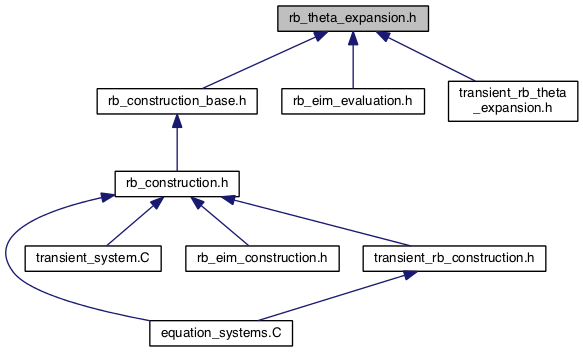 rb_theta_expansion.h
rb_construction_base.h
rb_eim_evaluation.h
transient_rb_theta
_expansion.h
rb_construction.h
transient_system.C
rb_eim_construction.h
transient_rb_construction.h
equation_systems.C